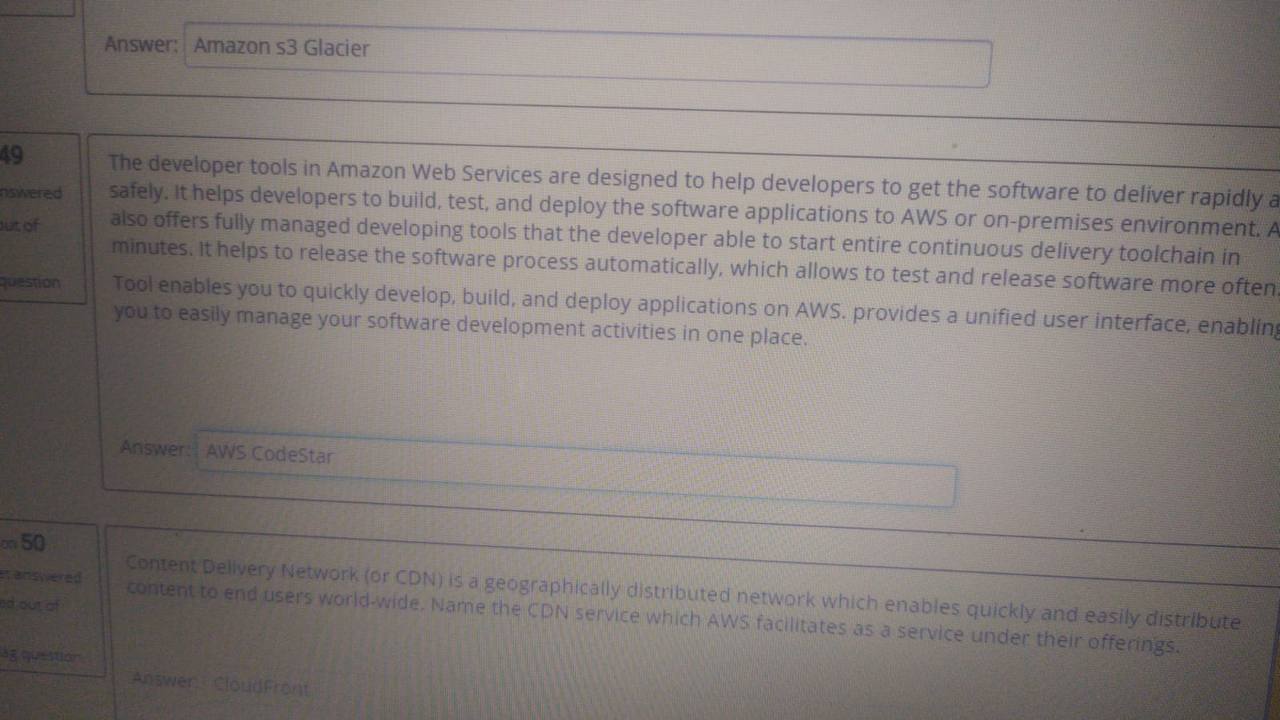 Answer: Amazon s3 Glacier
49
The developer tools in Amazon Web Services are designed to help developers to get the software to deliver rapidly a
nswered
safely. It helps developers to build, test, and deploy the software applications to AWS or on-premises environment. A
out of
also offers fully managed developing tools that the developer able to start entire continuous delivery toolchain in
minutes. It helps to release the software process automatically, which allows to test and release software more often.
question
Tool enables you to quickly develop, build, and deploy applications on AWS. provides a unified user interface, enabling
you to easily manage your software development activities in one place.
Answer: AWS CodeStar
on 50
et answered
Content Delivery Network (or CDN) is a geographically distributed network which enables quickly and easily distribute
ed out of
content to end users world-wide. Name the CDN service which AWS facilitates as a service under their offerings.
ag question
Answer: CloudFront